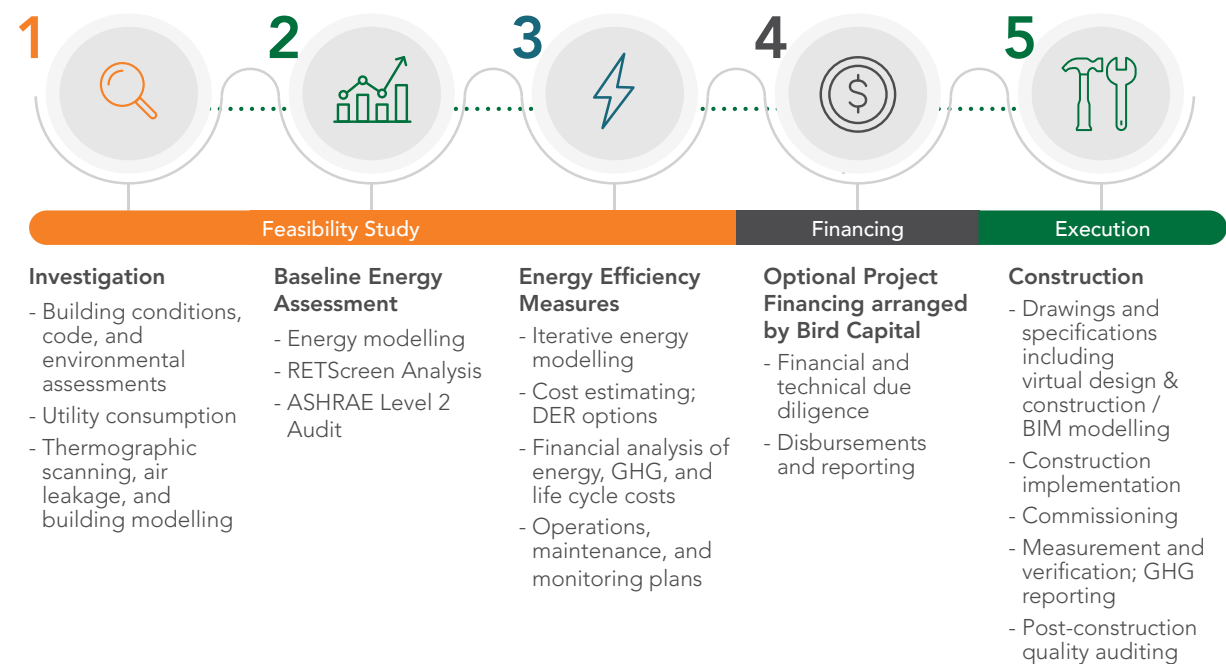 1
2
3
4
5
Feasibility Study
Financing
Execution
Investigation
- Building conditions,
code, and
environmental
assessments
- Utility consumption
- Thermographic
scanning, air
leakage, and
building modelling
Baseline Energy
Assessment
- Energy modelling
- RETScreen Analysis
- ASHRAE Level 2
Audit
Energy Efficiency
Measures
- Iterative energy
modelling
- Cost estimating;
DER options
- Financial analysis of
energy, GHG, and
life cycle costs
- Operations,
maintenance, and
monitoring plans
Optional Project
Financing arranged
by Bird Capital
- Financial and
technical due
diligence
- Disbursements
and reporting
Construction
- Drawings and
specifications
including
virtual design &
construction /
BIM modelling
- Construction
implementation
- Commissioning
- Measurement and
verification; GHG
reporting
- Post-construction
quality auditing